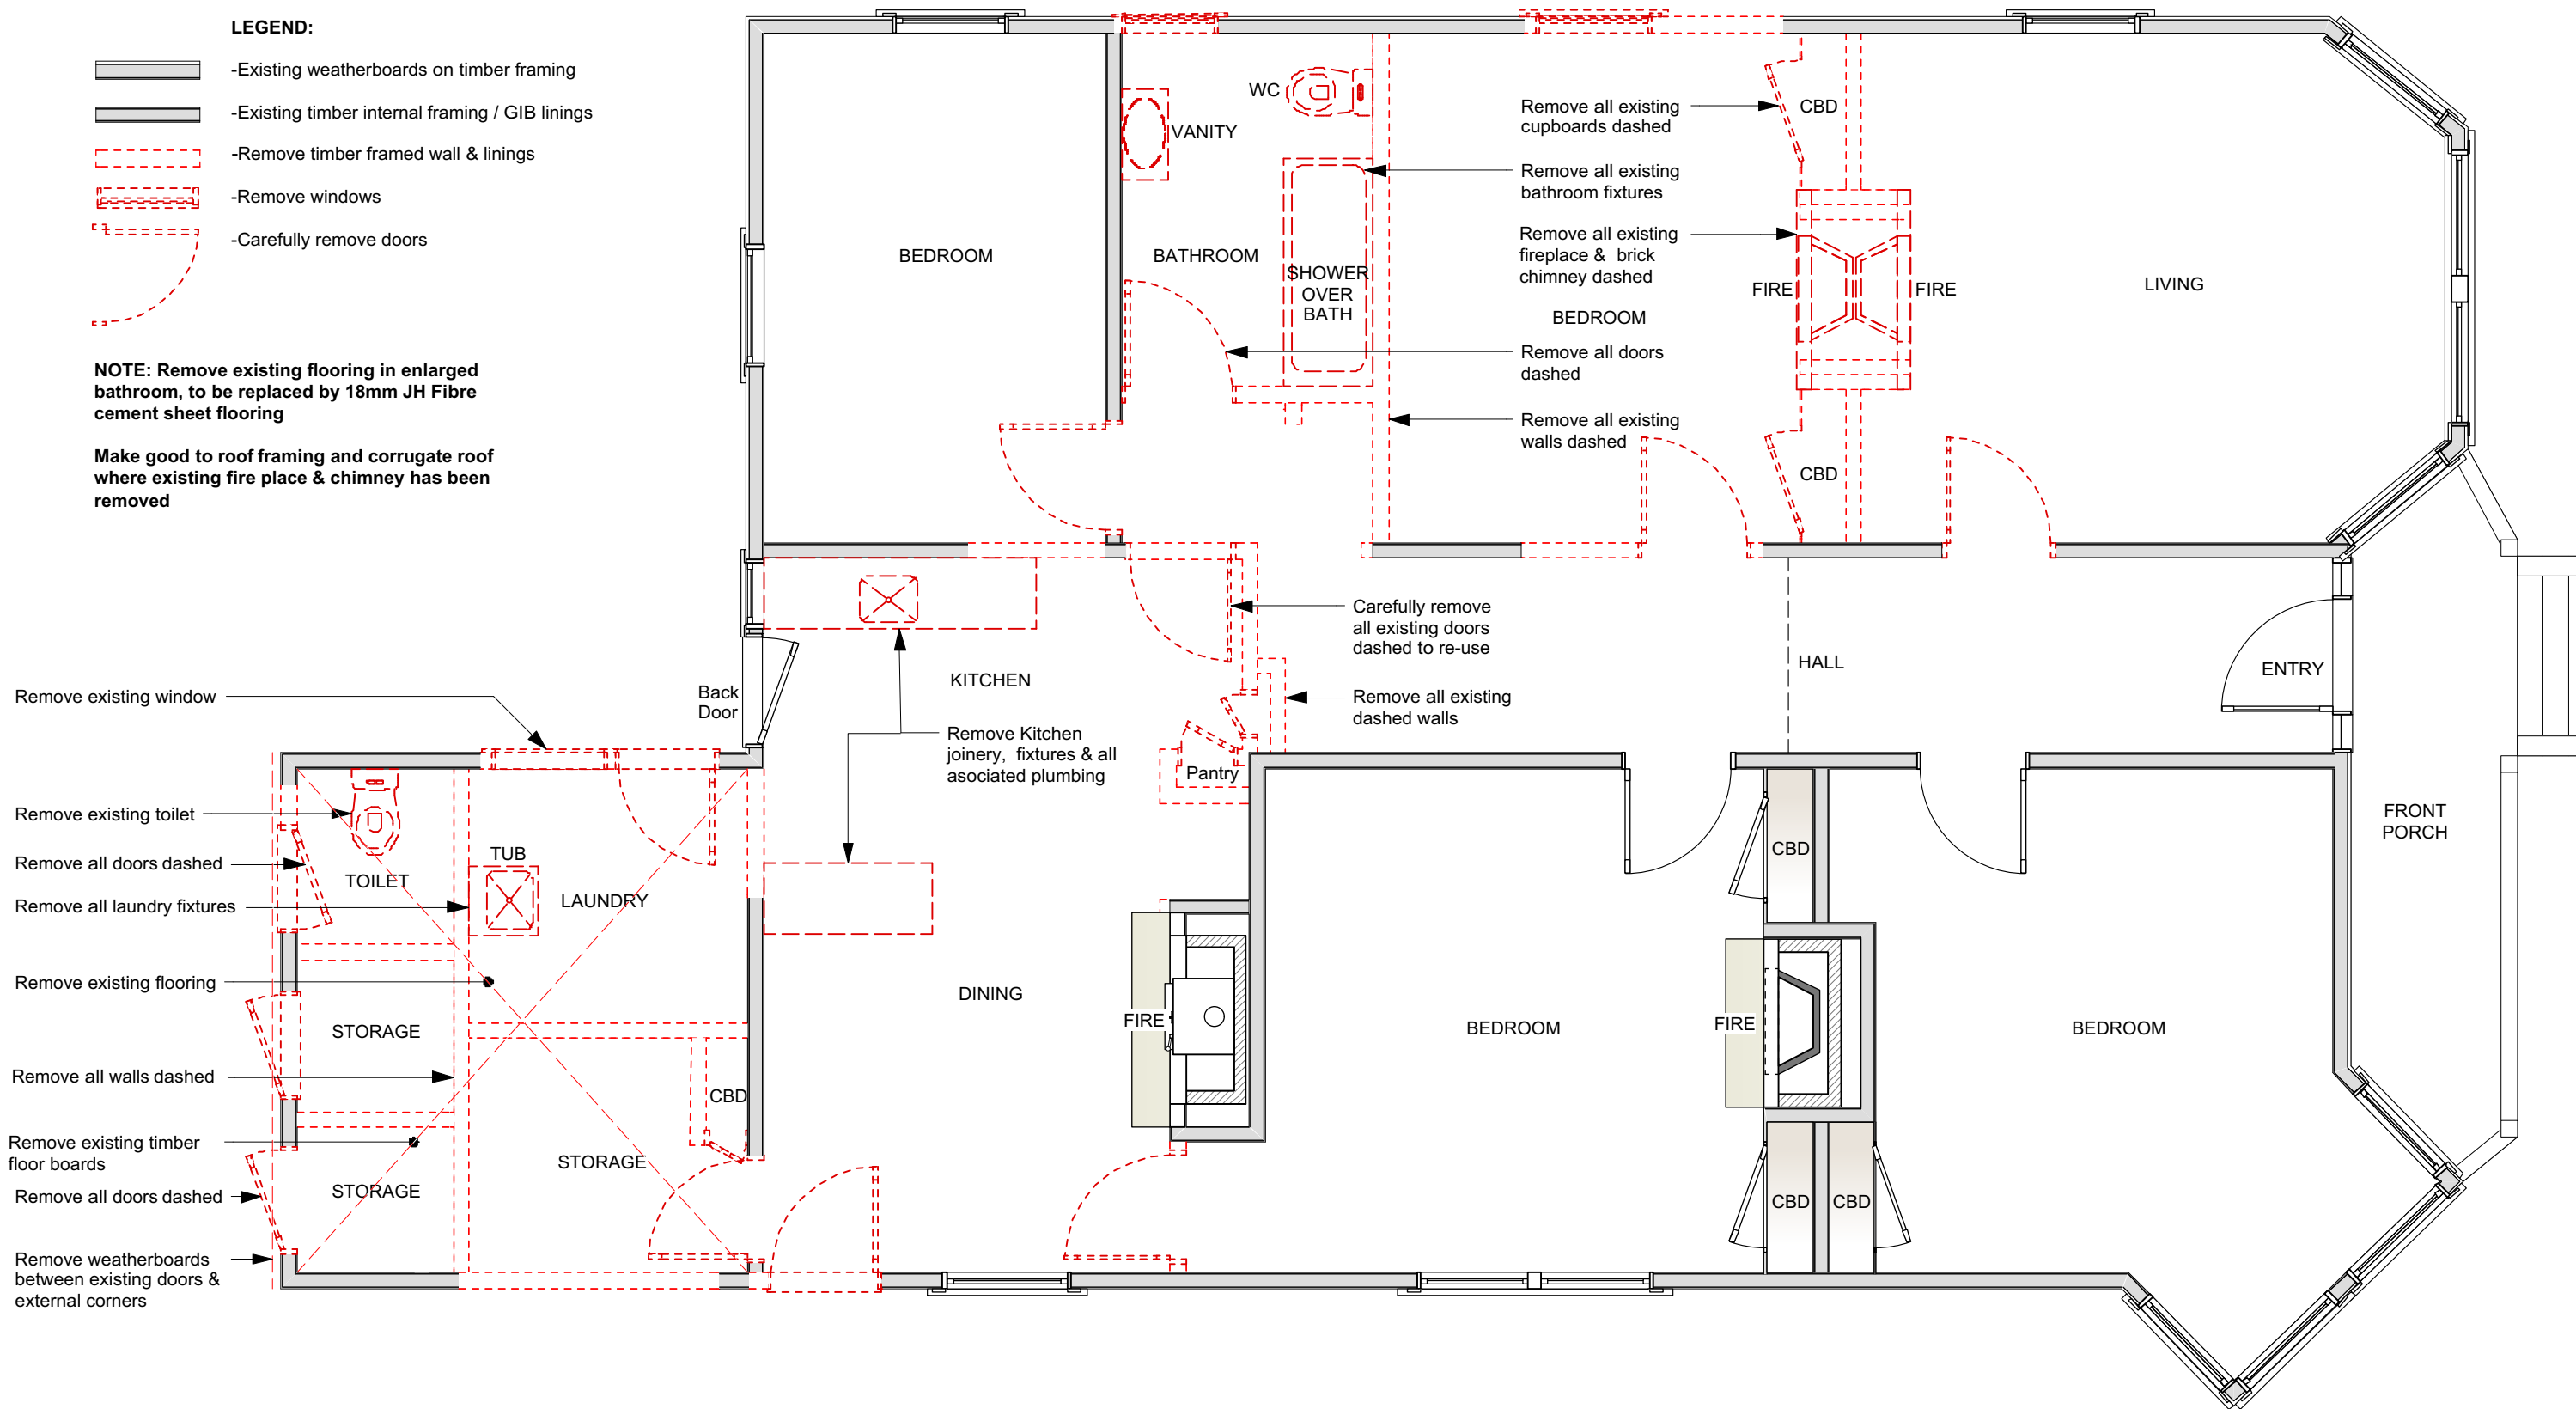 LEGEND:
-Existing weatherboards on timber framing
-Existing timber internal framing / GIB linings
-Remove timber framed wall & linings
-Remove windows
-Carefully remove doors
NOTE: Remove existing flooring in enlarged
bathroom, to be replaced by 18mm JH Fibre
cement sheet flooring
Make good to roof framing and corrugate roof
where existing fire place & chimney has been
removed
BEDROOM
WC
VANITY
BATHROOM
SHOWER
OVER
BATH
Remove all existing
cupboards dashed
Remove all existing
bathroom fixtures
Remove all existing
fireplace & brick
chimney dashed
BEDROOM
Remove all doors
dashed
Remove all existing
walls dashed
CBD
FIRE
FIRE
CBD
LIVING
Carefully remove
all existing doors
dashed to re-use
Remove all existing
dashed walls
HALL
ENTRY
FRONT
PORCH
KITCHEN
Back
Door
Remove Kitchen
joinery, fixtures & all
asociated plumbing
Pantry
Remove existing window
Remove existing toilet
Remove all doors dashed
Remove all laundry fixtures
Remove existing flooring
Remove all walls dashed
Remove existing timber
floor boards
Remove all doors dashed
Remove weatherboards
between existing doors &
external corners
TOILET
TUB
LAUNDRY
STORAGE
STORAGE
STORAGE
CBD
DINING
FIRE
BEDROOM
FIRE
CBD
CBD
CBD
BEDROOM